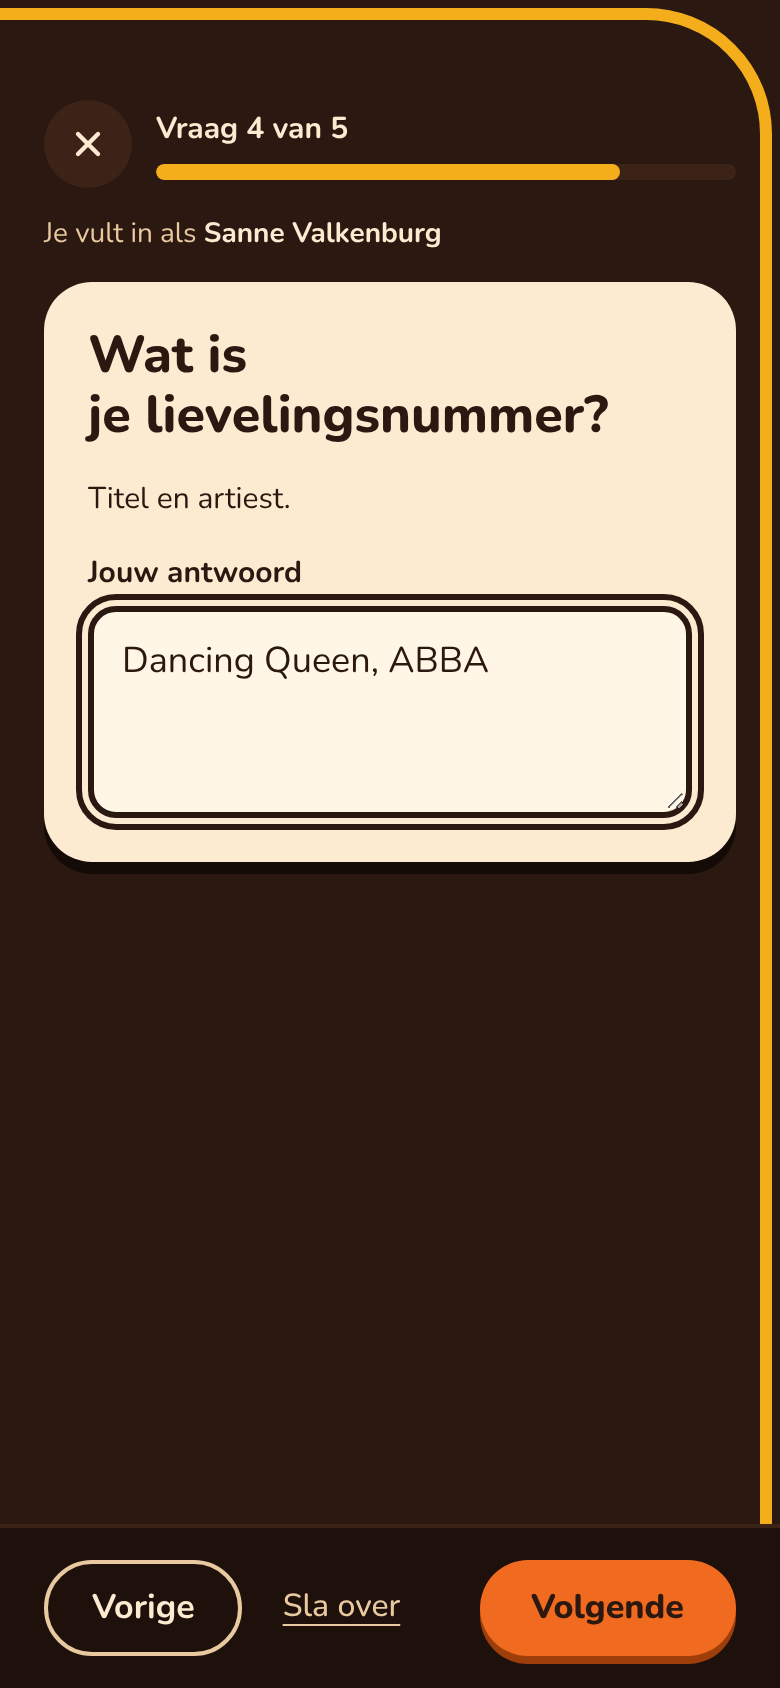 Vraag 4 van 5
Je vult in als Sanne Valkenburg
Wat is
je lievelingsnummer?
Titel en artiest.
Jouw antwoord
Dancing Queen, ABBA
Vorige
Sla over
Volgende